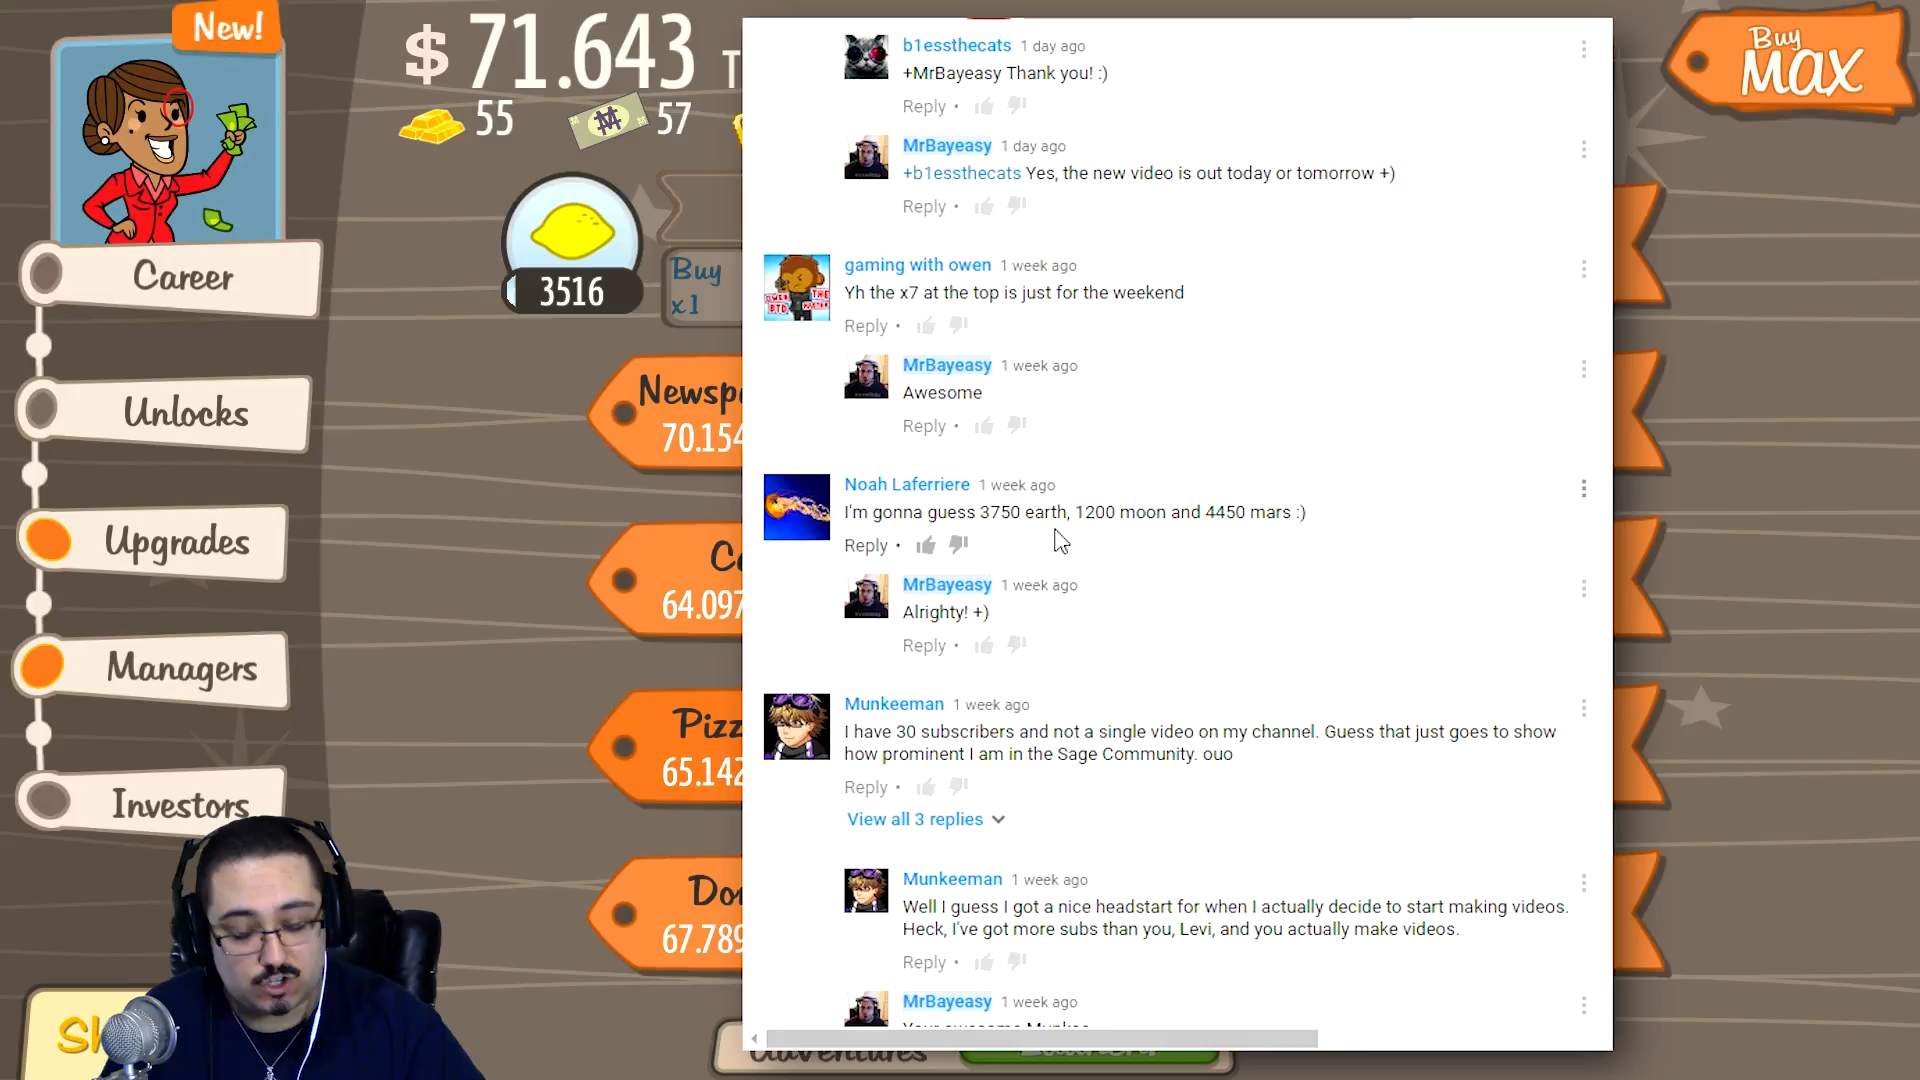 New!
$ 71.643
55
57
Buy
MAX
Career
Unlocks
Upgrades
Managers
Investors
3516
Buy
x1
70.154
64.097
65.142
67.789
b1essthecats 1 day ago
+MrBayeasy Thank you! :)
Reply •
MrBayeasy 1 day ago
+b1essthecats Yes, the new video is out today or tomorrow +)
Reply •
gaming with owen 1 week ago
Yh the x7 at the top is just for the weekend
Reply •
MrBayeasy 1 week ago
Awesome
Reply •
Noah Laferriere 1 week ago
I'm gonna guess 3750 earth, 1200 moon and 4450 mars :)
Reply •
MrBayeasy 1 week ago
Alrighty! +)
Reply •
Munkeeman 1 week ago
I have 30 subscribers and not a single video on my channel. Guess that just goes to show
how prominent I am in the Sage Community. ouo
Reply •
View all 3 replies
Munkeeman 1 week ago
Well I guess I got a nice headstart for when I actually decide to start making videos.
Heck, I've got more subs than you, Levi, and you actually make videos.
Reply •
MrBayeasy 1 week ago
Adventures